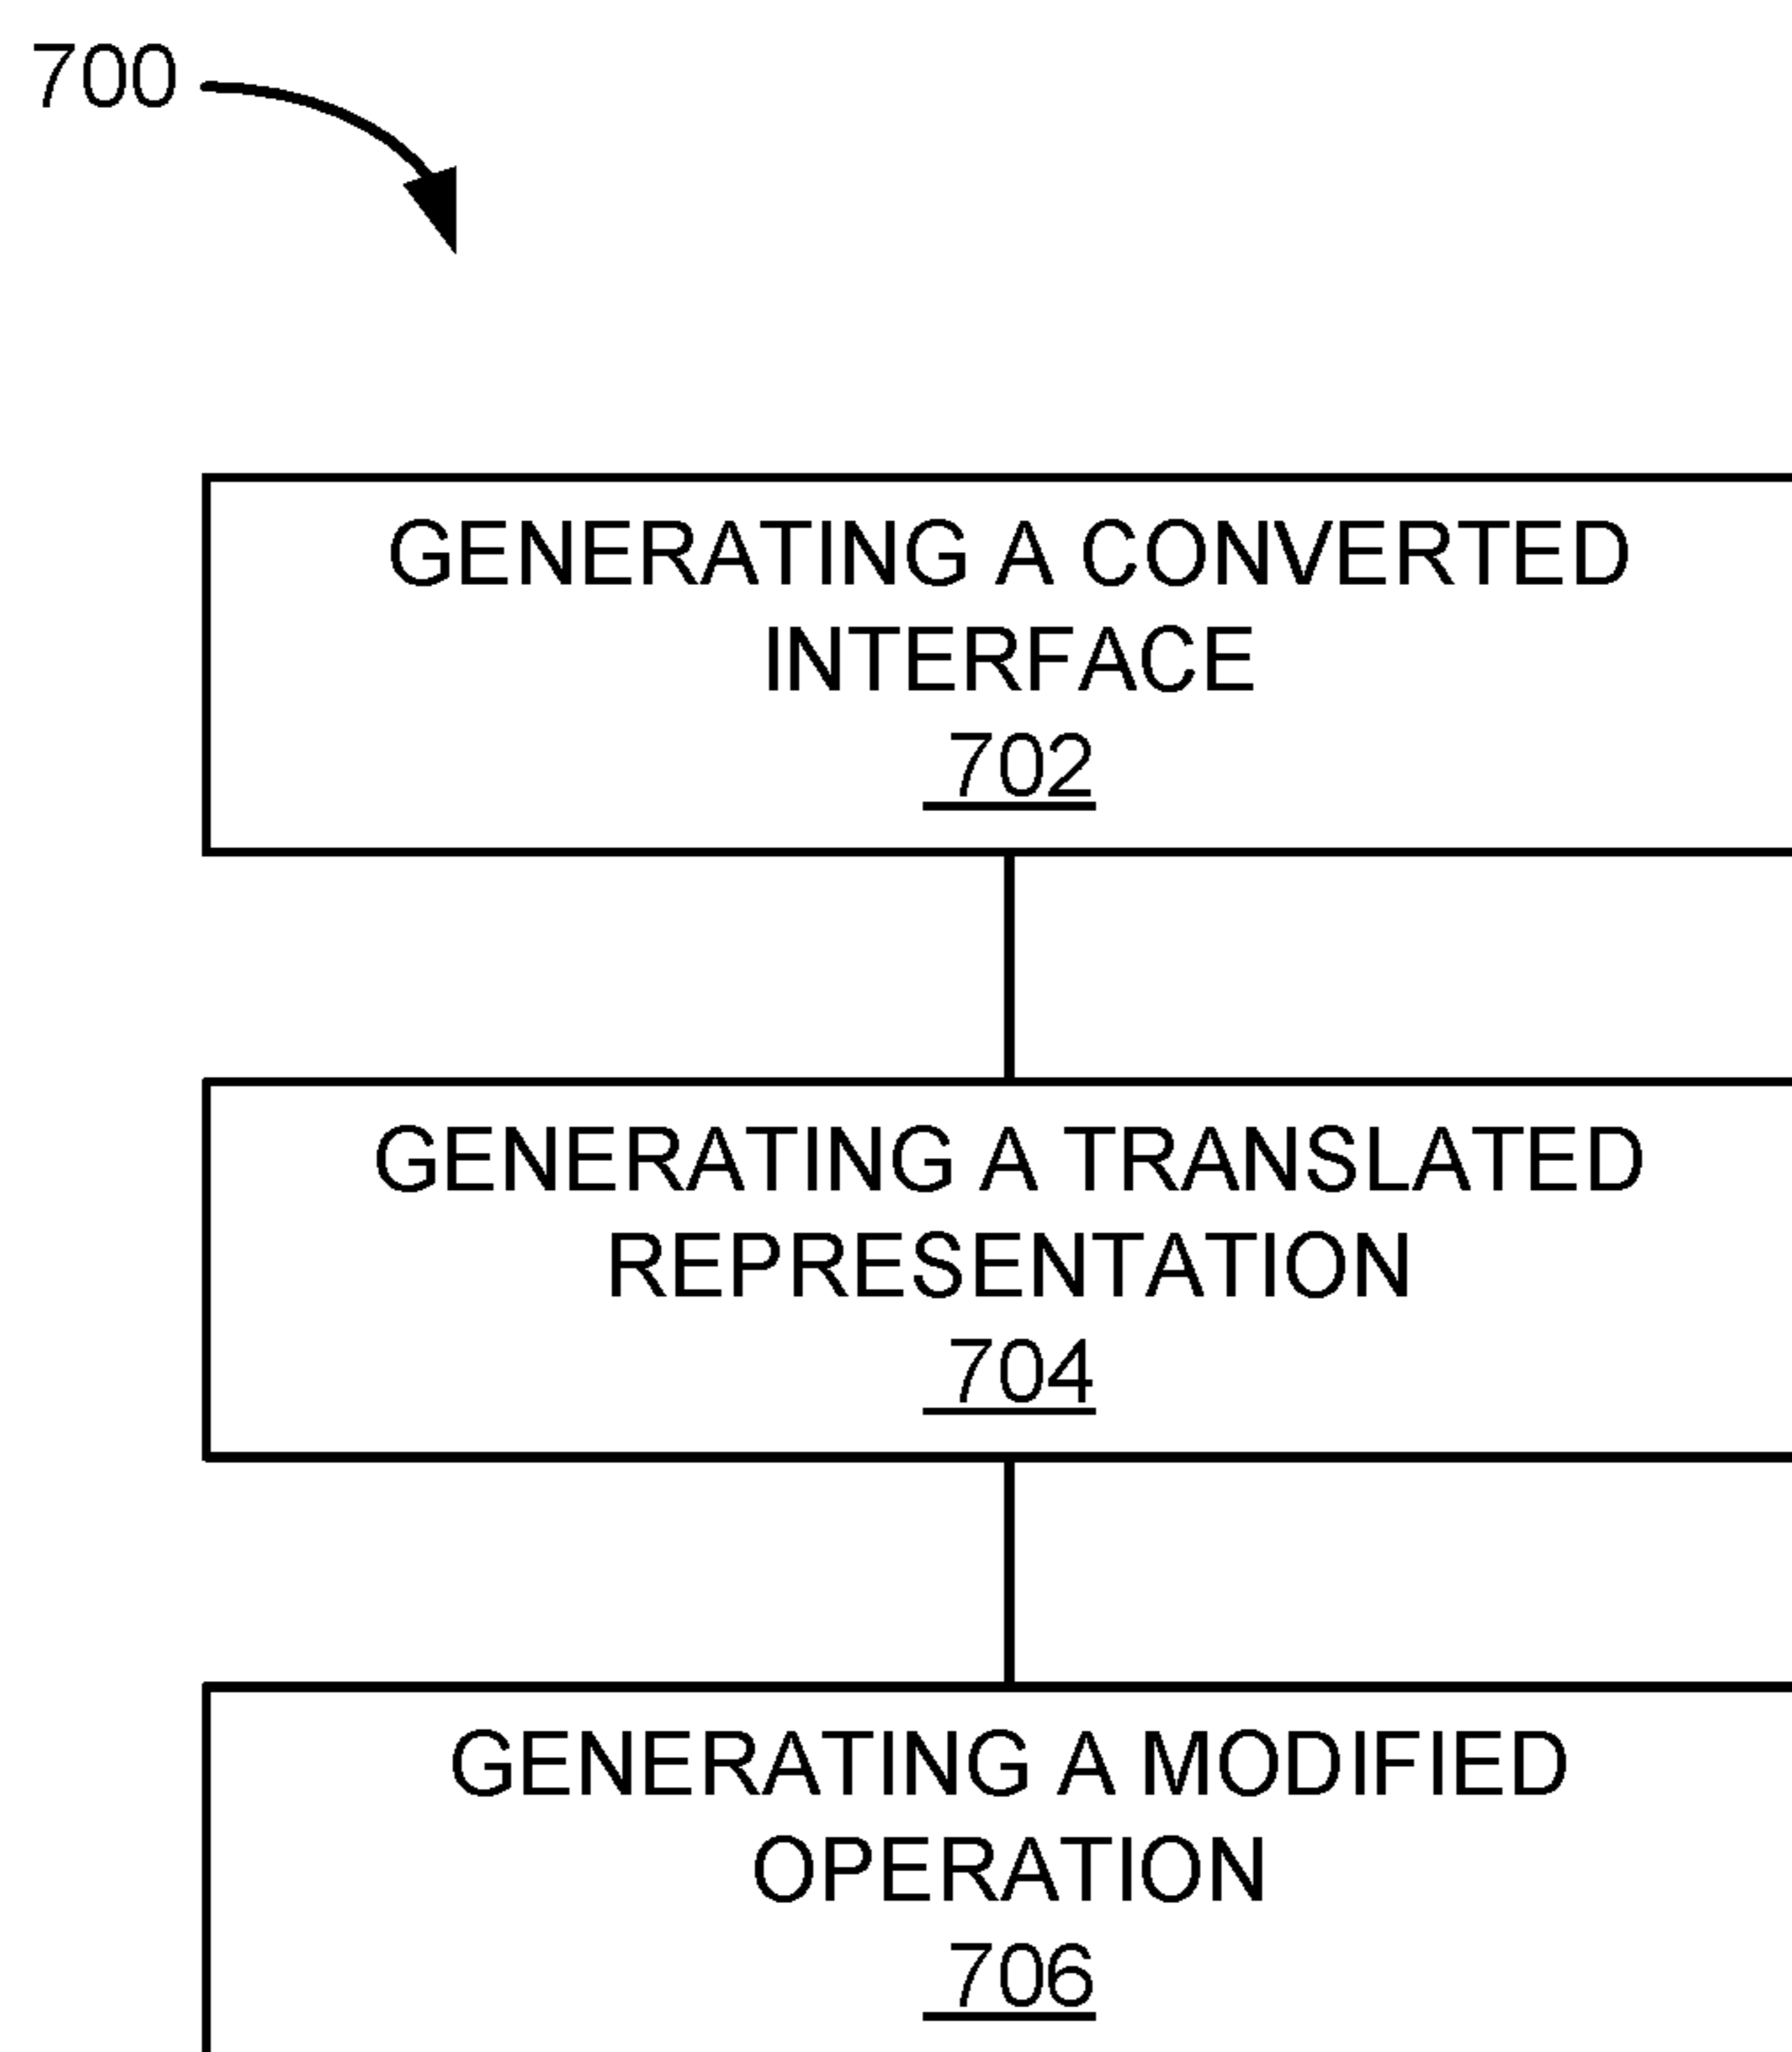 700
GENERATING A CONVERTED
INTERFACE
702
GENERATING A TRANSLATED
REPRESENTATION
704
GENERATING A MODIFIED
OPERATION
706